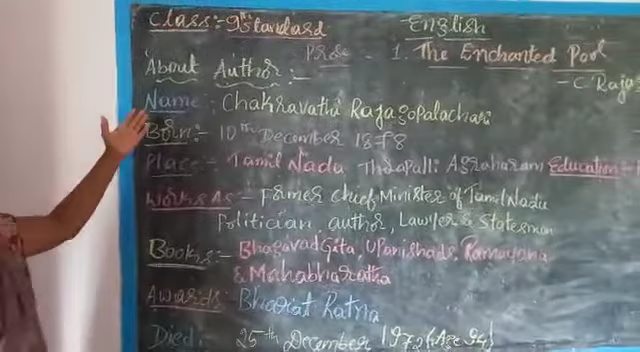 Class:- 9th Standard English
Prose - 1. The Enchanted Pool
About Author:- - C. Raja
Name: Chakravathi Rajagopalachari
Born:- 10th December 1878
Place:- Tamil Nadu Thorapalli Agraharam Education:-
Works As:- Former Chief Minister of Tamil Nadu
Politician, author, Lawyer & Statesman
Books:- Bhagavad Gita, Upanishads, Ramayana
& Mahabharatha
Awards: Bharat Ratna
Died:- 25th December 1972 (Age 94)